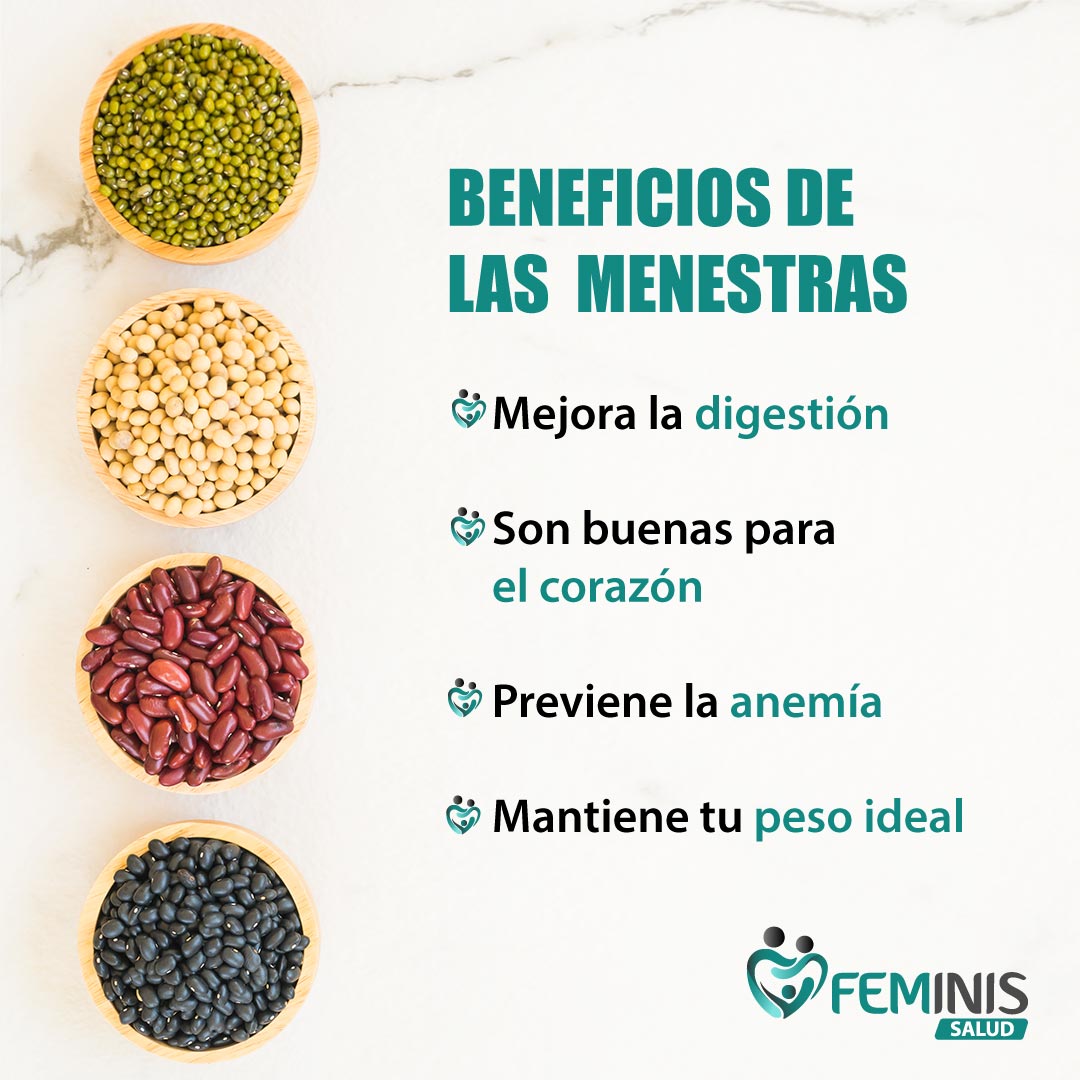 BENEFICIOS DE
LAS MENESTRAS
Mejora la digestión
Son buenas para
el corazón
Previene la anemía
Mantiene tu peso ideal
FEMINIS
SALUD